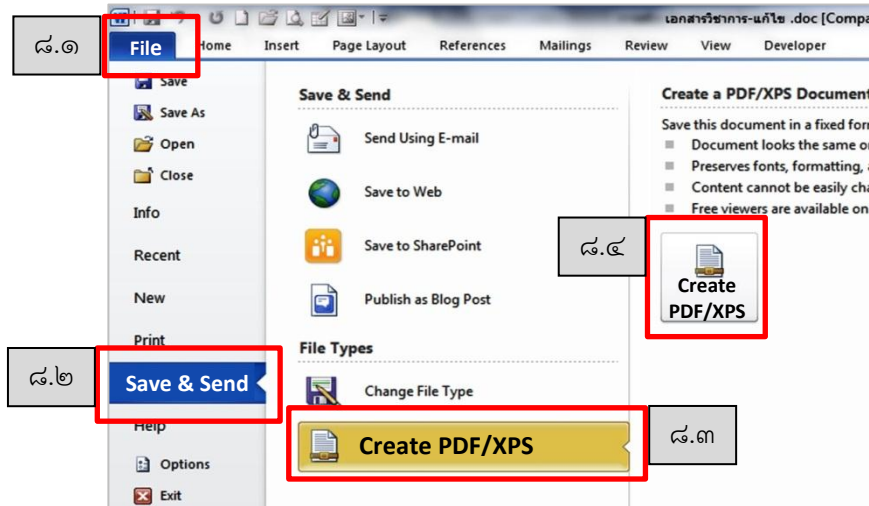 เอกสารวิชาการ-แก้ไข .doc [Compa
๘.๑
File
Home
Insert
Page Layout
References
Mailings
Review
View
Developer
Save
Save As
Open
Close
Info
Recent
New
Print
๘.๒
Save & Send
Help
Options
Exit
Save & Send
Send Using E-mail
Save to Web
Save to SharePoint
Publish as Blog Post
File Types
Change File Type
Create PDF/XPS
๘.๓
Create a PDF/XPS Document
Save this document in a fixed for
Document looks the same o
Preserves fonts, formatting,
Content cannot be easily cha
Free viewers are available on
๘.๔
Create
PDF/XPS